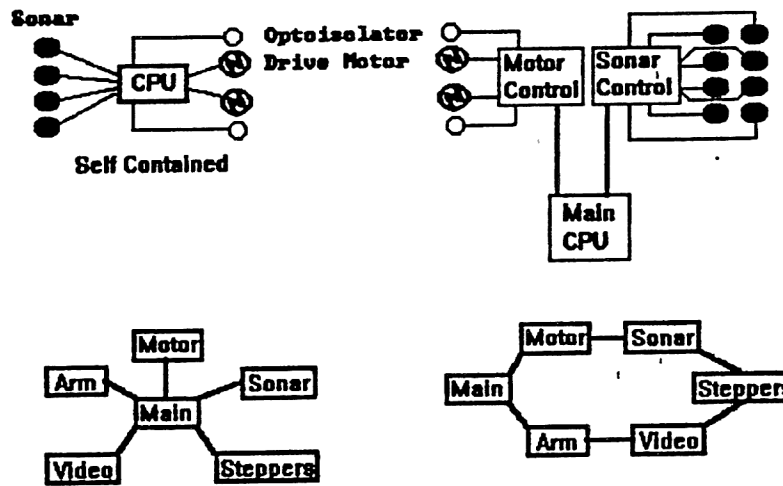 Sonar
Optoisolator
CPU
Drive Motor
Self Contained
Motor
Control
Sonar
Control
Main
CPU
Motor
Arm
Sonar
Main
Video
Steppers
Motor
Sonar
Main
Steppers
Arm
Video